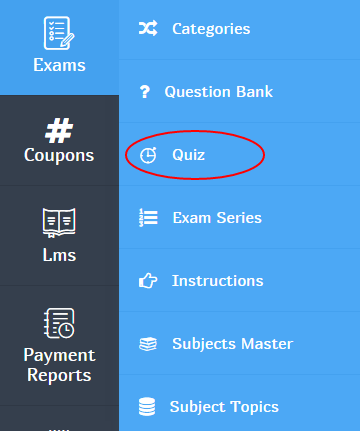 Exams
#
Coupons
Lms
Payment
Reports
Categories
? Question Bank
Quiz
Exam Series
Instructions
Subjects Master
Subject Topics